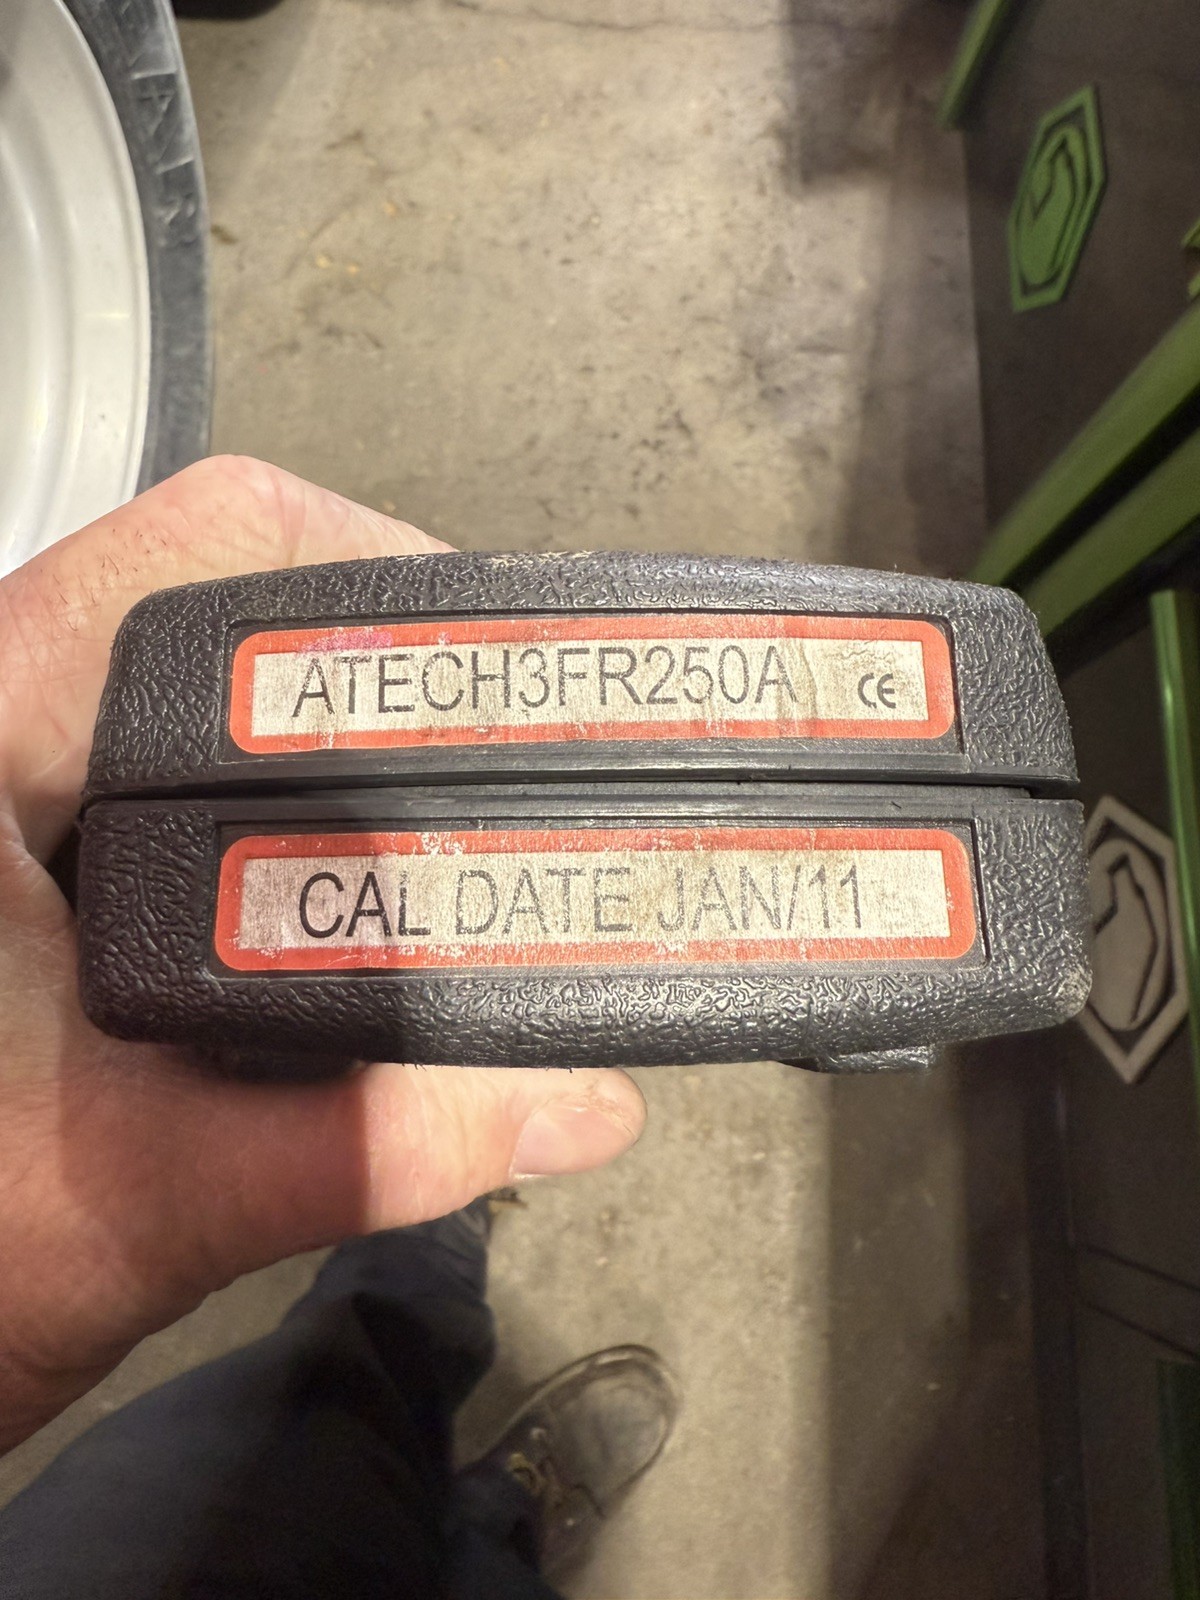 ATECH3FR250A CE
CAL DATE JAN/11